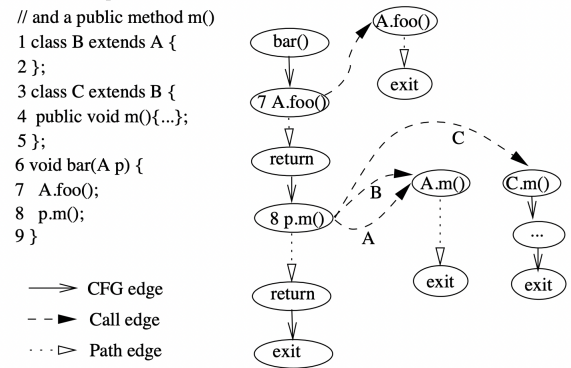 // and a public method m()
1 class B extends A {
2 };
3 class C extends B {
4 public void m(){...};
5 };
6 void bar(A p) {
7 A.foo();
8 p.m();
9 }
CFG edge
Call edge
Path edge
bar()
7 A.foo()
return
8 p.m()
return
exit
A.foo()
exit
C
B
A
A.m()
exit
C.m()
...
exit